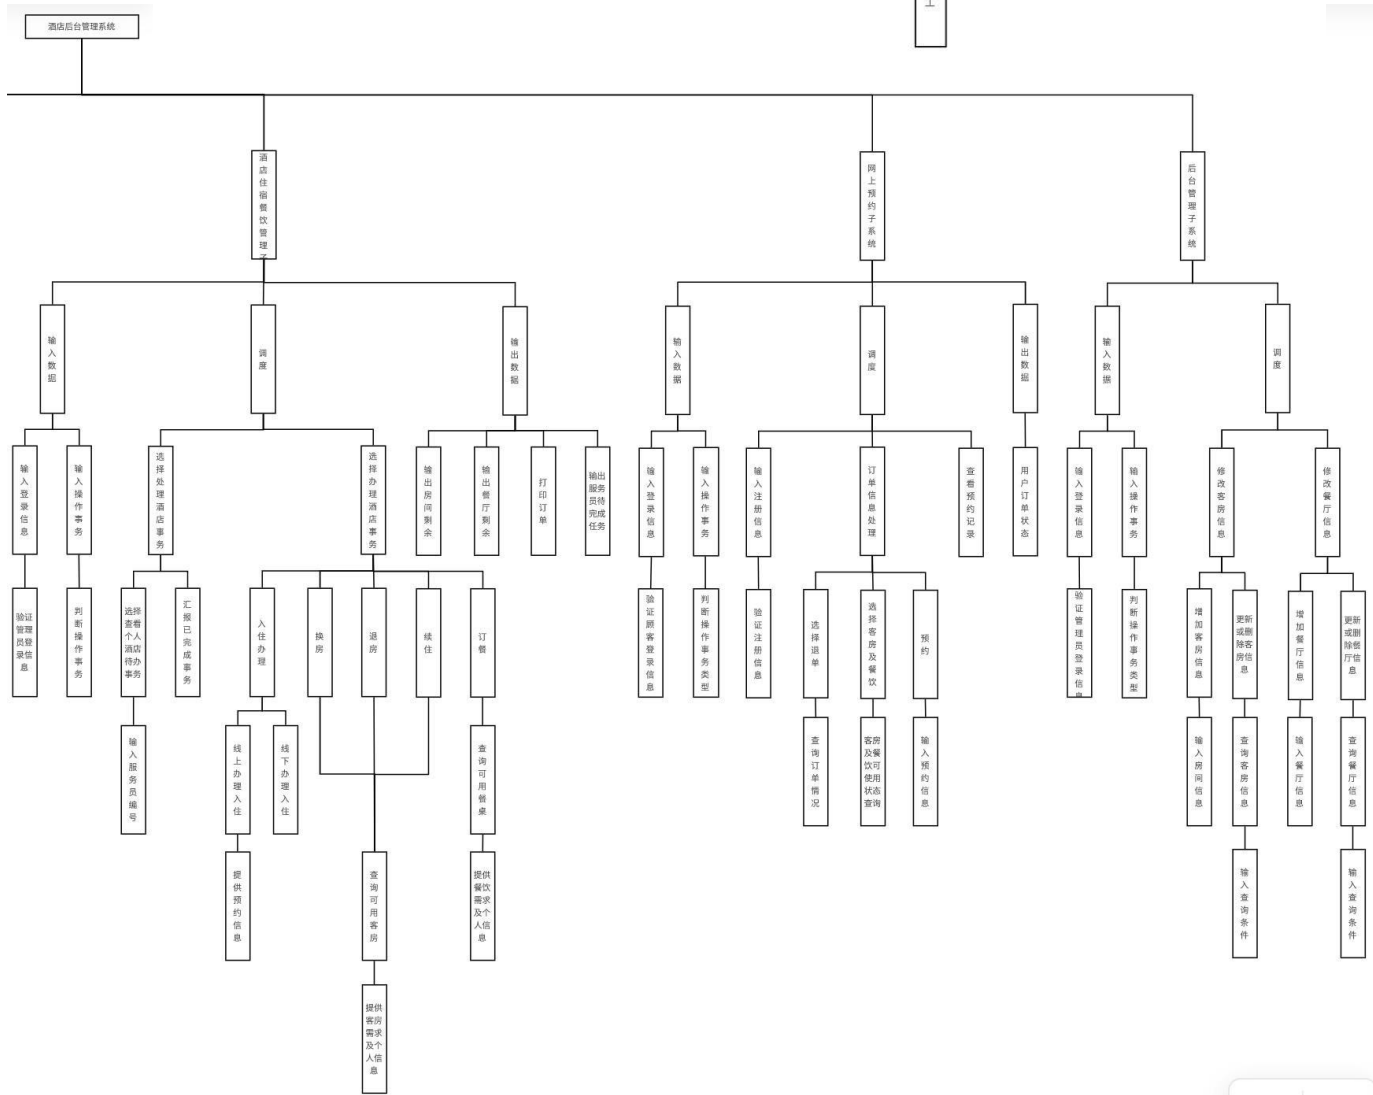 酒店后台管理系统
酒店住宿餐饮管理
网上预约子系统
后台管理子系统
输入数据
调度
输出数据
输入数据
调度
输出数据
输入数据
调度
输入登录信息
输入操作事务
选择处理酒店事务
选择办理酒店事务
输出房间剩余
输出餐厅剩余
打印订单
输出
服务
员待
完成
任务
输入登录信息
输入操作事务
输入注册信息
订单信息处理
查看预约记录
用户订单状态
输入登录信息
输入操作事务
修改客房信息
修改餐厅信息
验证
管理
员登
录信
息
判断操作事务
选择
查看
个人
酒店
待办
事务
汇报已完成事务
入住办理
换房
退房
续住
订餐
验证顾客登录信息
判断操作事务类型
验证注册信息
选择退单
选择客房及餐饮
预约
验证管理员登录信
判断操作事务类型
增加客房信息
更新
或删
除客
房信
息
增加餐厅信息
更新
或删
除餐
厅信
息
输入服务员编号
线上办理入住
线下办理入住
查询可用餐桌
查询订单情况
客房
及餐
饮可
使用
状态
查询
输入预约信息
输入房间信息
查询客房信息
输入餐厅信息
查询餐厅信息
提供预约信息
查询可用客房
提供
餐饮
需求
及个
人信
息
输入查询条件
输入查询条件
提供
客房
需求
及个
人信
息